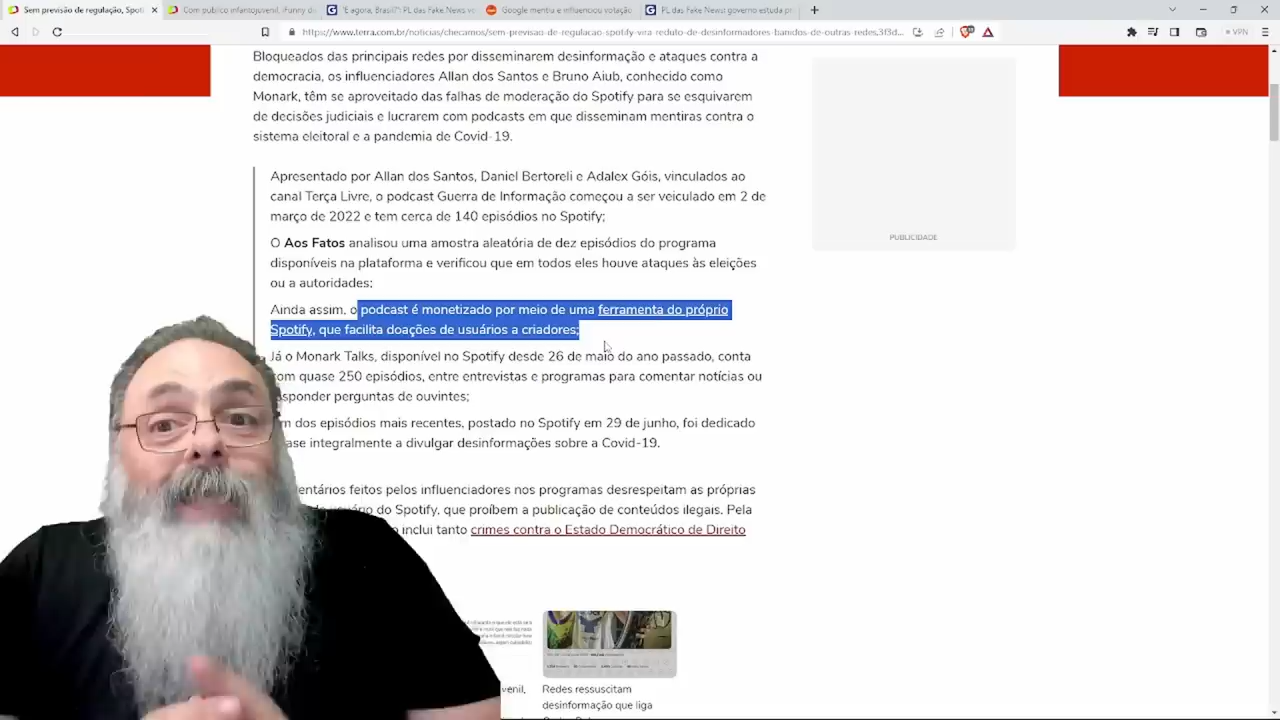 Sem previsão de regulação, Spoti
Com público infantojuvenil, iFunny da
'E agora, Brasil?': PL das Fake News ve
Google mentiu e influenciou votação
PL das Fake News: governo estuda pr
https://www.terra.com.br/noticias/checamos/sem-previsao-de-regulacao-spotify-vira-reduto-de-desinformadores-banidos-de-outras-redes,3f3d...
VPN
Bloqueados das principais redes por disseminarem desinformação e ataques contra a
democracia, os influenciadores Allan dos Santos e Bruno Aiub, conhecido como
Monark, têm se aproveitado das falhas de moderação do Spotify para se esquivarem
de decisões judiciais e lucrarem com podcasts em que disseminam mentiras contra o
sistema eleitoral e a pandemia de Covid-19.
Apresentado por Allan dos Santos, Daniel Bertoreli e Adalex Góis, vinculados ao
canal Terça Livre, o podcast Guerra de Informação começou a ser veiculado em 2 de
março de 2022 e tem cerca de 140 episódios no Spotify;
O Aos Fatos analisou uma amostra aleatória de dez episódios do programa
disponíveis na plataforma e verificou que em todos eles houve ataques às eleições
ou a autoridades;
Ainda assim, o podcast é monetizado por meio de uma ferramenta do próprio
Spotify, que facilita doações de usuários a criadores;
Já o Monark Talks, disponível no Spotify desde 26 de maio do ano passado, conta
om quase 250 episódios, entre entrevistas e programas para comentar notícias ou
sponder perguntas de ouvintes;
m dos episódios mais recentes, postado no Spotify em 29 de junho, foi dedicado
ase integralmente a divulgar desinformações sobre a Covid-19.
entários feitos pelos influenciadores nos programas desrespeitam as próprias
de usuário do Spotify, que proíbem a publicação de conteúdos ilegais. Pela
o inclui tanto crimes contra o Estado Democrático de Direito
PUBLICIDADE
venil,
Redes ressuscitam
desinformação que liga